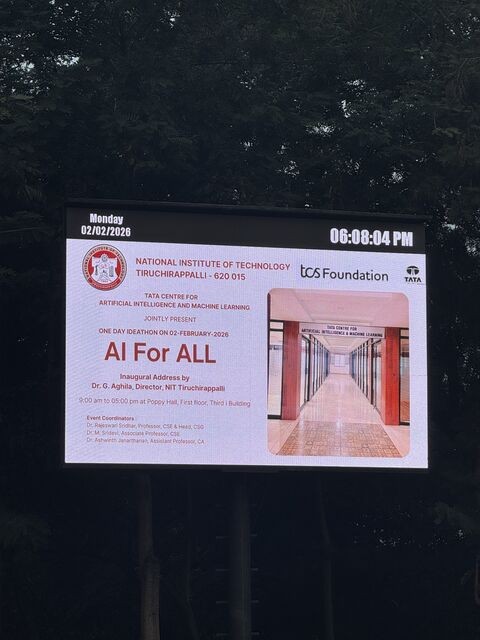 Monday
02/02/2026
06:08:04 PM
NATIONAL INSTITUTE OF TECHNOLOGY
TIRUCHIRAPPALLI - 620 015
tcs Foundation
TATA
TATA CENTRE FOR
ARTIFICIAL INTELLIGENCE AND MACHINE LEARNING
JOINTLY PRESENT
ONE DAY IDEATHON ON 02-FEBRUARY-2026
AI For ALL
Inaugural Address by
Dr. G. Aghila, Director, NIT Tiruchirappalli
9:00 am to 05:00 pm at Poppy Hall, First floor, Third i Building
Event Coordinators :
Dr. Rajeswari Sridhar, Professor, CSE & Head, CSG
Dr. M. Sridevi, Associate Professor, CSE
Dr. Ashwinth Janarthanan, Assistant Professor, CA
TATA CENTRE FOR
ARTIFICIAL INTELLIGENCE & MACHINE LEARNING